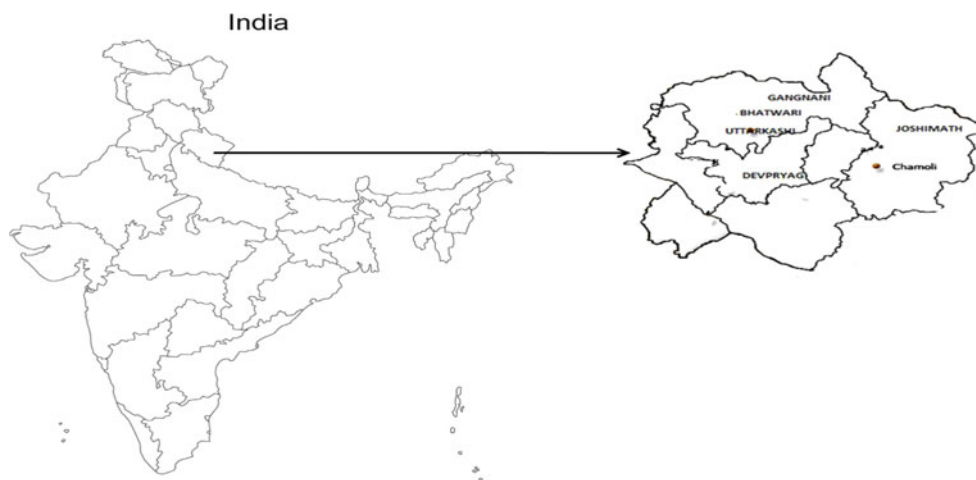 India
GANGNANI
BHATWARI
UTTARKASHI
JOSHIMATH
Chamoli
DEVPRYAG